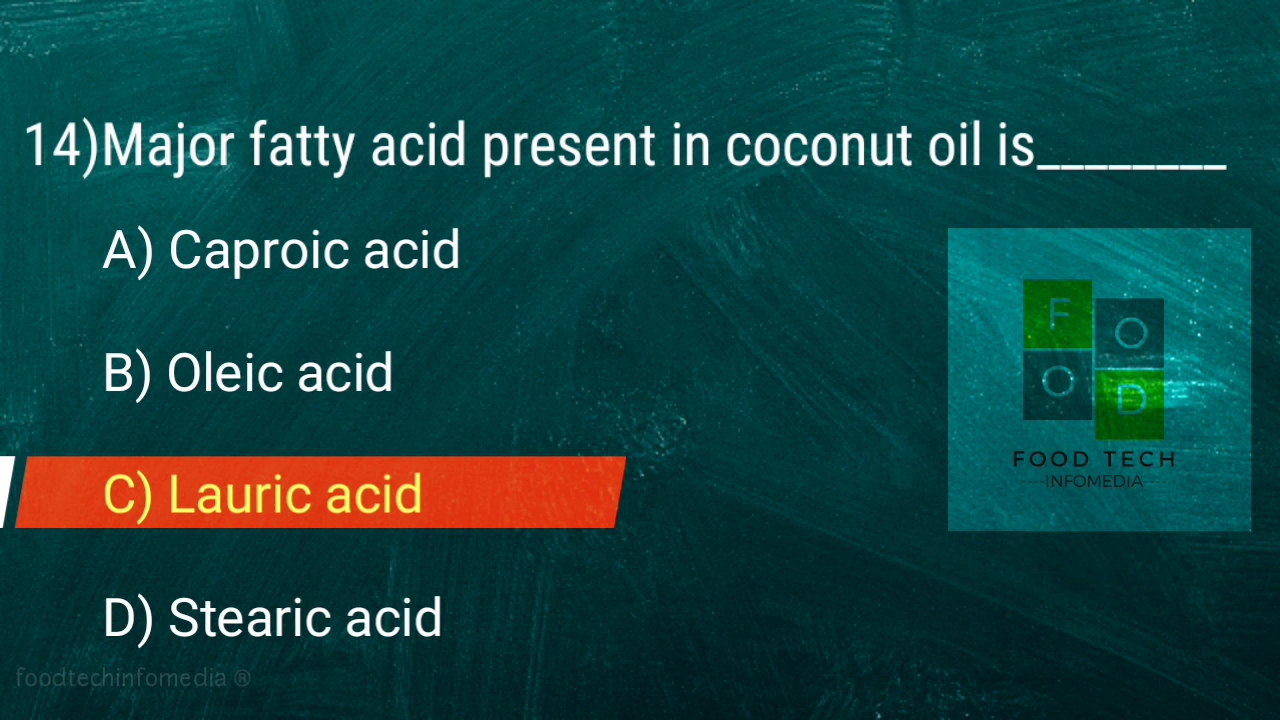 14)Major fatty acid present in coconut oil is________
A) Caproic acid
B) Oleic acid
C) Lauric acid
D) Stearic acid
F
O
O
D
FOOD TECH
INFOMEDIA
foodtechinfomedia ®